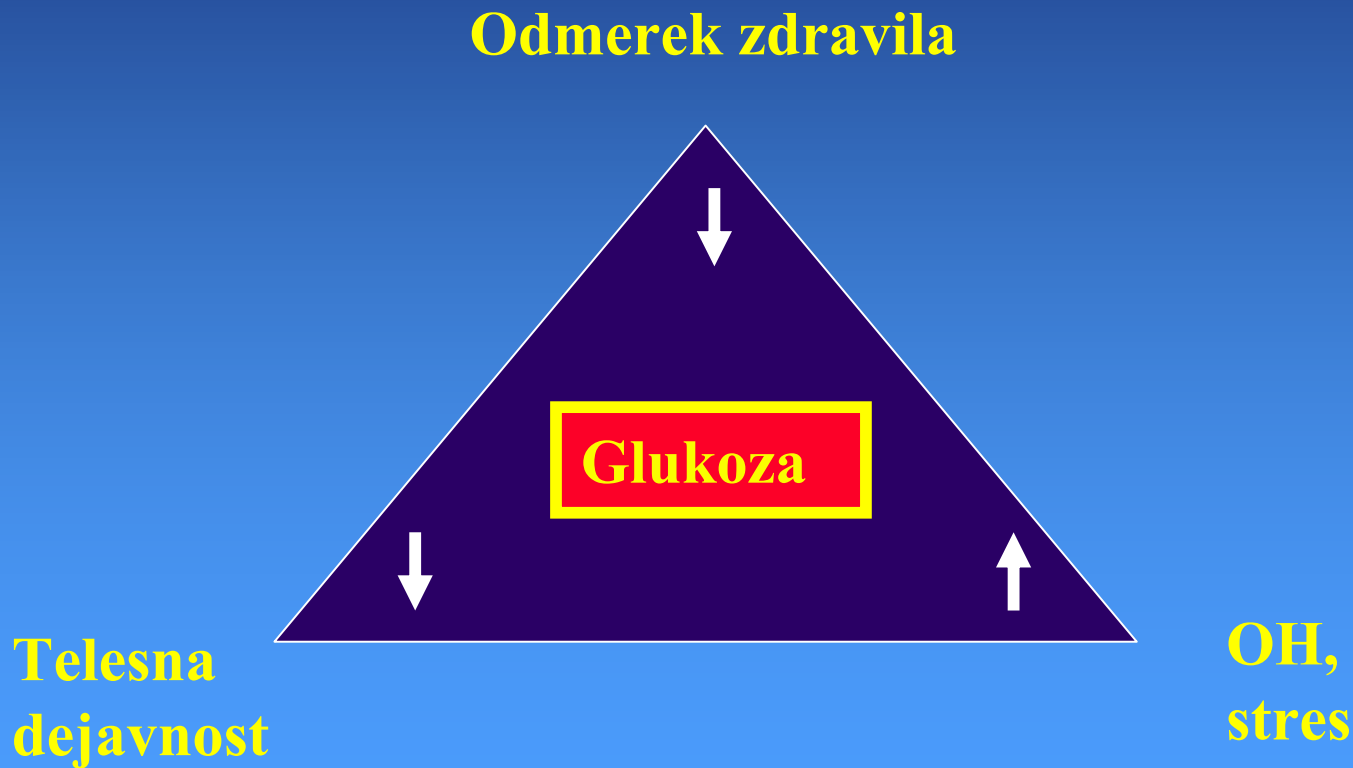 Odmerek zdravila
Glukoza
Telesna
dejavnost
OH,
stres